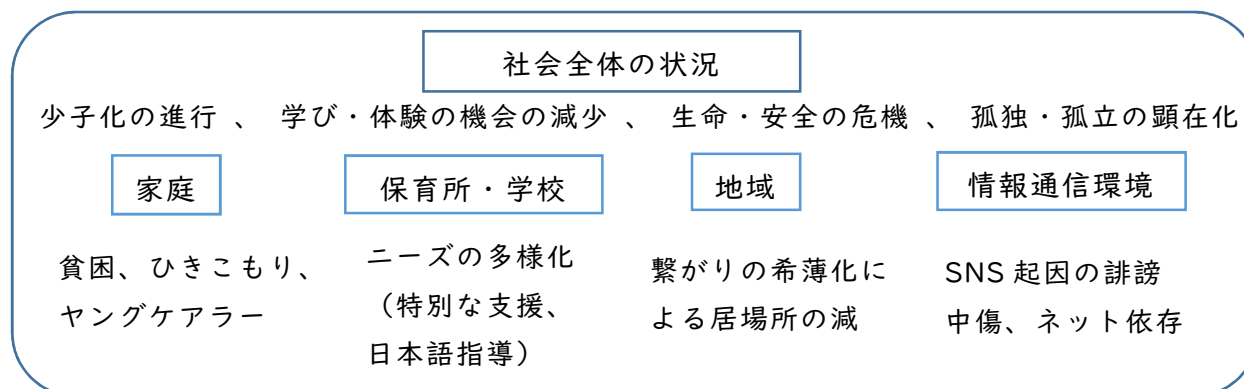 社会全体の状況
少子化の進行 、 学び・体験の機会の減少 、 生命・安全の危機 、 孤独・孤立の顕在化
家庭
貧困、ひきこもり、
ヤングケアラー
保育所・学校
ニーズの多様化
（特別な支援、
日本語指導）
地域
繋がりの希薄化に
よる居場所の減
情報通信環境
SNS 起因の誹謗
中傷、ネット依存